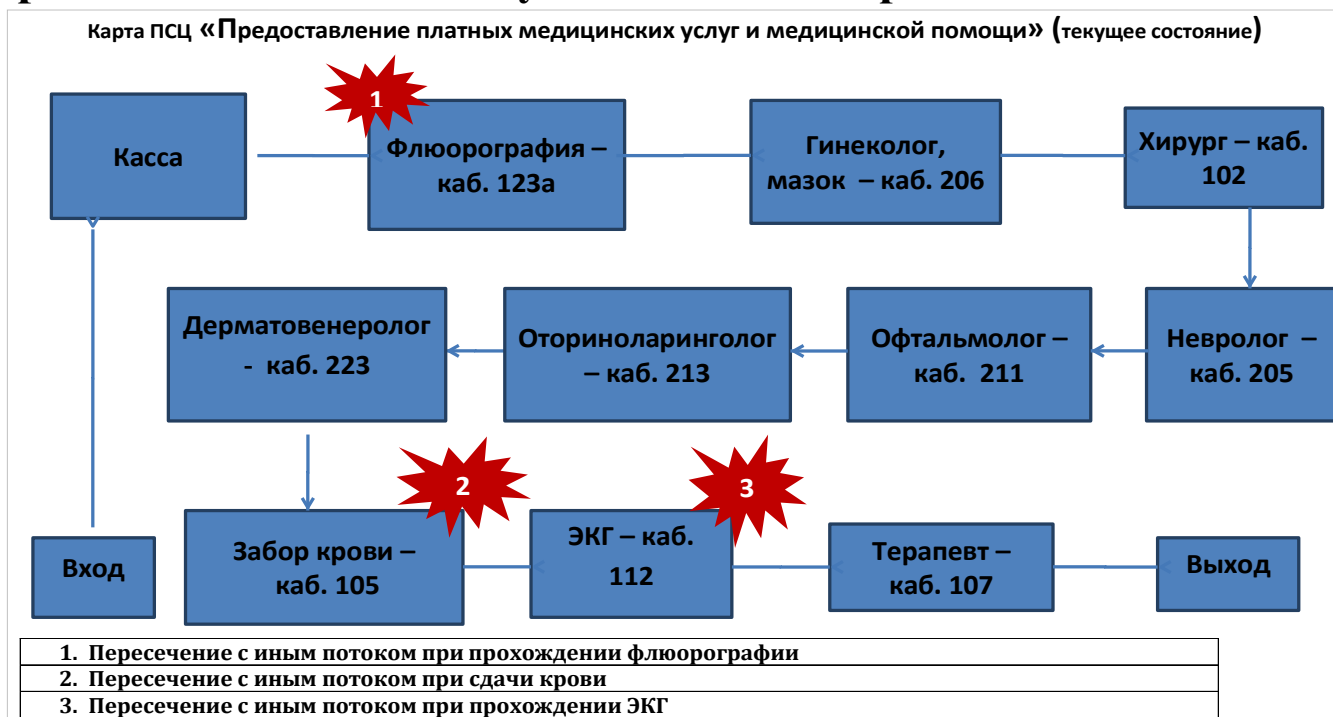 Карта ПСЦ «Предоставление платных медицинских услуг и медицинской помощи» (текущее состояние)
1
Касса
Флюорография –
каб. 123а
Гинеколог,
мазок – каб. 206
Хирург – каб.
102
Дерматовенеролог
- каб. 223
Оториноларинголог
– каб. 213
Офтальмолог –
каб. 211
Невролог –
каб. 205
2
3
Вход
Забор крови –
каб. 105
ЭКГ – каб.
112
Терапевт –
каб. 107
Выход
1. Пересечение с иным потоком при прохождении флюорографии
2. Пересечение с иным потоком при сдачи крови
3. Пересечение с иным потоком при прохождении ЭКГ